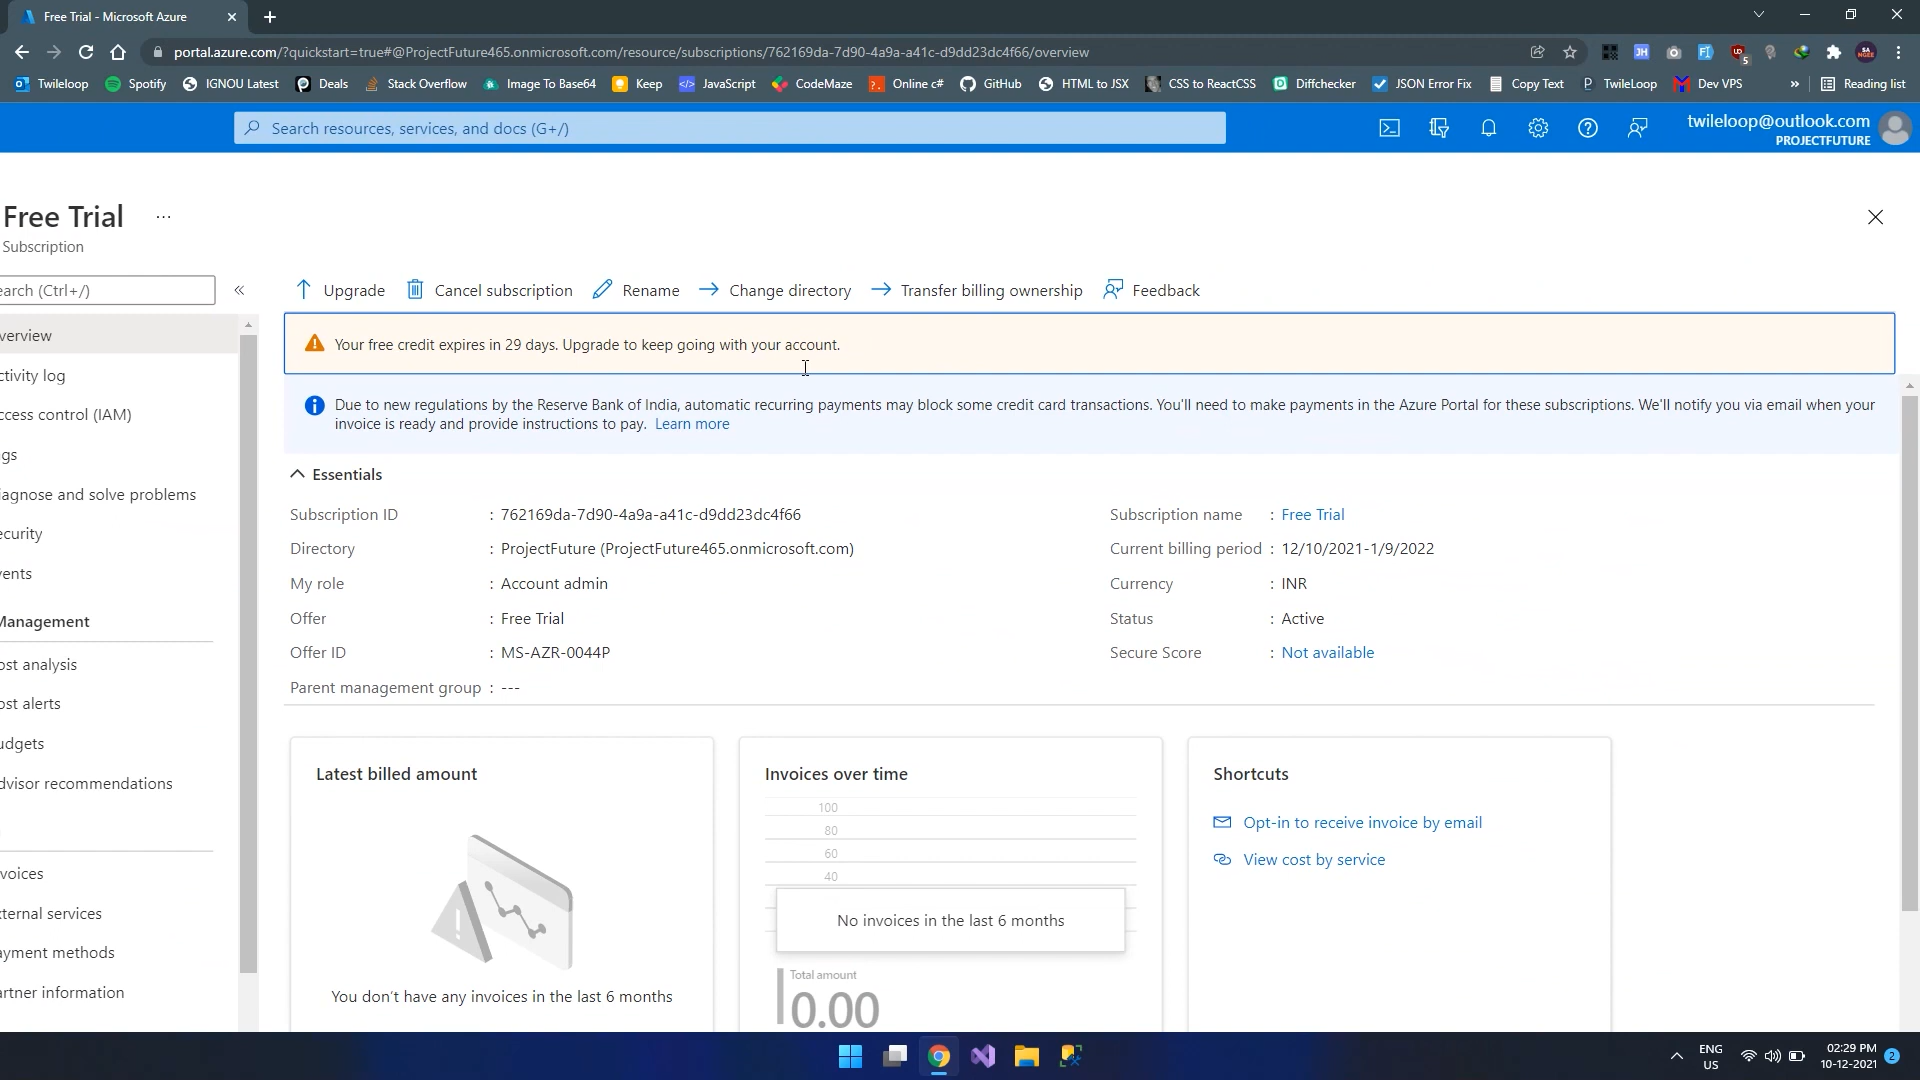 Free Trial - Microsoft Azure
portal.azure.com/?quickstart=true#@ProjectFuture465.onmicrosoft.com/resource/subscriptions/762169da-7d90-4a9a-a41c-d9dd23dc4f66/overview
Twileloop Spotify IGNOU Latest Deals Stack Overflow Image To Base64 Keep JavaScript CodeMaze Online c# GitHub HTML to JSX CSS to ReactCSS Diffchecker JSON Error Fix Copy Text TwileLoop Dev VPS » Reading list
Search resources, services, and docs (G+/)
twileloop@outlook.com
PROJECTFUTURE
Free Trial ...
Subscription
earch (Ctrl+/) «
Upgrade Cancel subscription Rename Change directory Transfer billing ownership Feedback
verview
ctivity log
ccess control (IAM)
gs
iagnose and solve problems
ecurity
vents
Management
ost analysis
ost alerts
udgets
dvisor recommendations
voices
xternal services
ayment methods
artner information
Your free credit expires in 29 days. Upgrade to keep going with your account.
Due to new regulations by the Reserve Bank of India, automatic recurring payments may block some credit card transactions. You'll need to make payments in the Azure Portal for these subscriptions. We'll notify you via email when your
invoice is ready and provide instructions to pay. Learn more
Essentials
Subscription ID : 762169da-7d90-4a9a-a41c-d9dd23dc4f66
Directory : ProjectFuture (ProjectFuture465.onmicrosoft.com)
My role : Account admin
Offer : Free Trial
Offer ID : MS-AZR-0044P
Parent management group : ---
Subscription name : Free Trial
Current billing period : 12/10/2021-1/9/2022
Currency : INR
Status : Active
Secure Score : Not available
Latest billed amount
You don't have any invoices in the last 6 months
Invoices over time
100
80
60
40
No invoices in the last 6 months
Total amount
0.00
Shortcuts
Opt-in to receive invoice by email
View cost by service
ENG
US
02:29 PM
10-12-2021
2